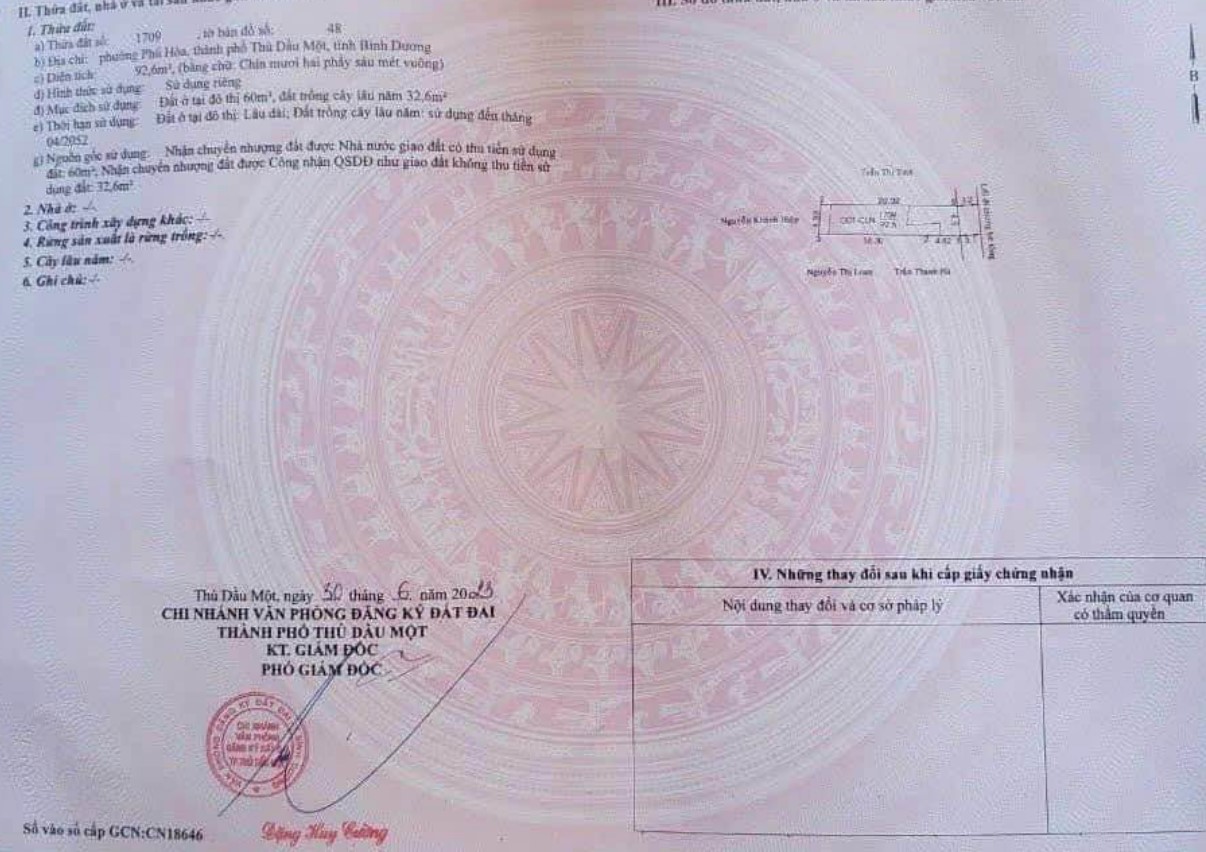 II. Thửa đất, nhà ở và tài sản
1. Thửa đất:
a) Thửa đất số: 1709 , tờ bản đồ số: 48
b) Địa chỉ: phường Phú Hòa, thành phố Thủ Dầu Một, tỉnh Bình Dương
c) Diện tích: 92,6m², (bằng chữ: Chín mươi hai phẩy sáu mét vuông)
d) Hình thức sử dụng: Sử dụng riêng
đ) Mục đích sử dụng: Đất ở tại đô thị 60m², đất trồng cây lâu năm 32,6m²
e) Thời hạn sử dụng: Đất ở tại đô thị: Lâu dài; Đất trồng cây lâu năm: sử dụng đến tháng
04/2052
g) Nguồn gốc sử dụng: Nhận chuyển nhượng đất được Nhà nước giao đất có thu tiền sử dụng
đất: 60m², Nhận chuyển nhượng đất được Công nhận QSDĐ như giao đất không thu tiền sử
dụng đất: 32,6m²
2. Nhà ở: -/-
3. Công trình xây dựng khác: -/-
4. Rừng sản xuất là rừng trồng: -/-.
5. Cây lâu năm: -/-.
6. Ghi chú: -/-
B
Nguyễn Khánh Hiệp
ODT-CLN
4.62
Nguyễn Thị Loan Trần Thanh Hà
IV. Những thay đổi sau khi cấp giấy chứng nhận
Nội dung thay đổi và cơ sở pháp lý
Xác nhận của cơ quan
có thẩm quyền
Thủ Dầu Một, ngày 30 tháng 6 năm 2023
CHI NHÁNH VĂN PHÒNG ĐĂNG KÝ ĐẤT ĐAI
THÀNH PHỐ THỦ DẦU MỘT
KT. GIÁM ĐỐC
PHÓ GIÁM ĐỐC
CHI NHÁNH
VĂN PHÒNG
ĐĂNG KÝ ĐẤT
Đặng Huy Cường
Số vào sổ cấp GCN:CN18646